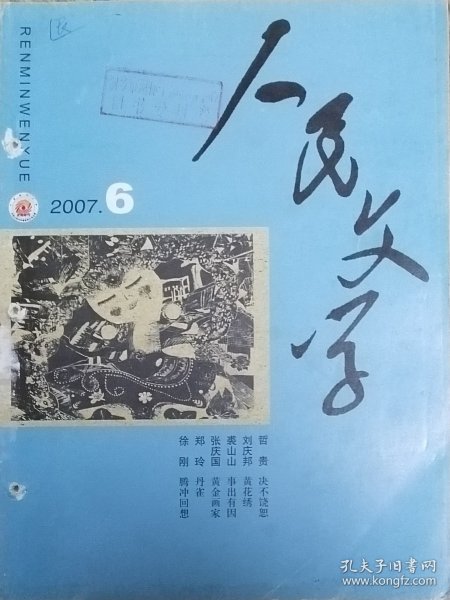 RENMINWENXUE
人民文学
2007.6
哲贵 决不饶恕
刘庆邦 黄花绣
裘山山 事出有因
张庆国 黄金画家
郑玲 丹雀
徐刚 腾冲回想
孔夫子旧书网
www.kongfz.com